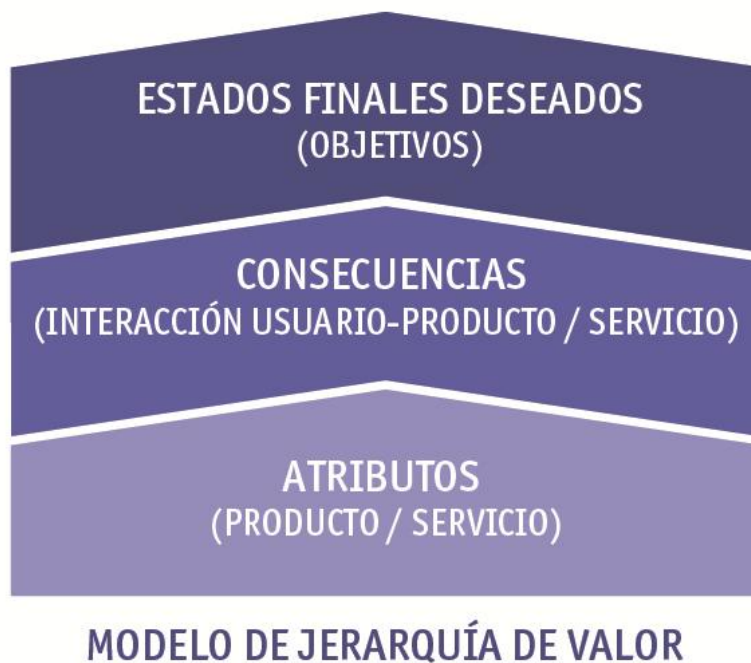 ESTADOS FINALES DESEADOS
(OBJETIVOS)
CONSECUENCIAS
(INTERACCIÓN USUARIO-PRODUCTO / SERVICIO)
ATRIBUTOS
(PRODUCTO / SERVICIO)
MODELO DE JERARQUÍA DE VALOR